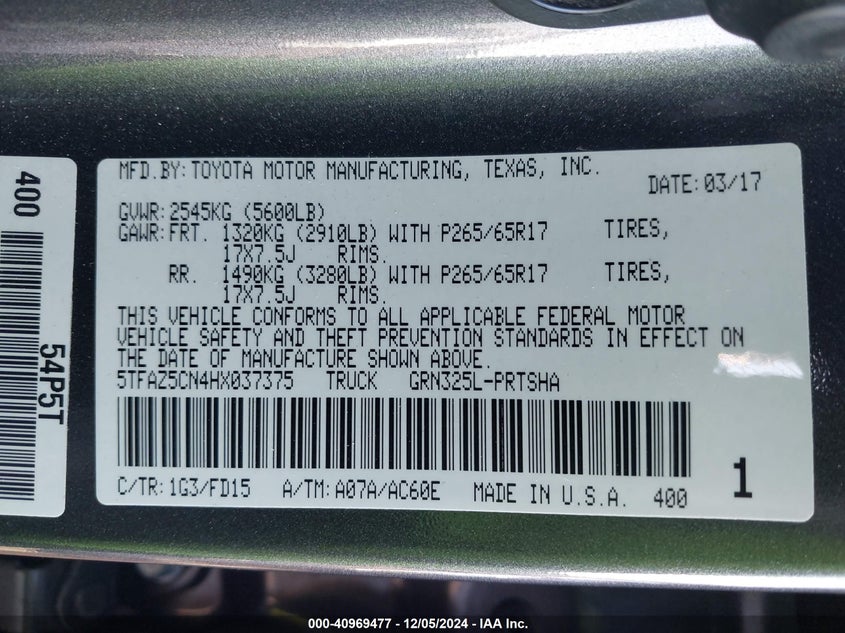 400
54P5T
MFD.BY:TOYOTA MOTOR MANUFACTURING, TEXAS, INC.
DATE:03/17
GVWR:2545KG (5600LB)
GAWR:FRT. 1320KG (2910LB) WITH P265/65R17 TIRES,
17X7.5J RIMS.
RR. 1490KG (3280LB) WITH P265/65R17 TIRES,
17X7.5J RIMS.
THIS VEHICLE CONFORMS TO ALL APPLICABLE FEDERAL MOTOR
VEHICLE SAFETY AND THEFT PREVENTION STANDARDS IN EFFECT ON
THE DATE OF MANUFACTURE SHOWN ABOVE.
5TFAZ5CN4HX037375 TRUCK GRN325L-PRTSHA
C/TR:1G3/FD15 A/TM:A07A/AC60E MADE IN U.S.A. 400
1
000-40969477 - 12/05/2024 - IAA Inc.